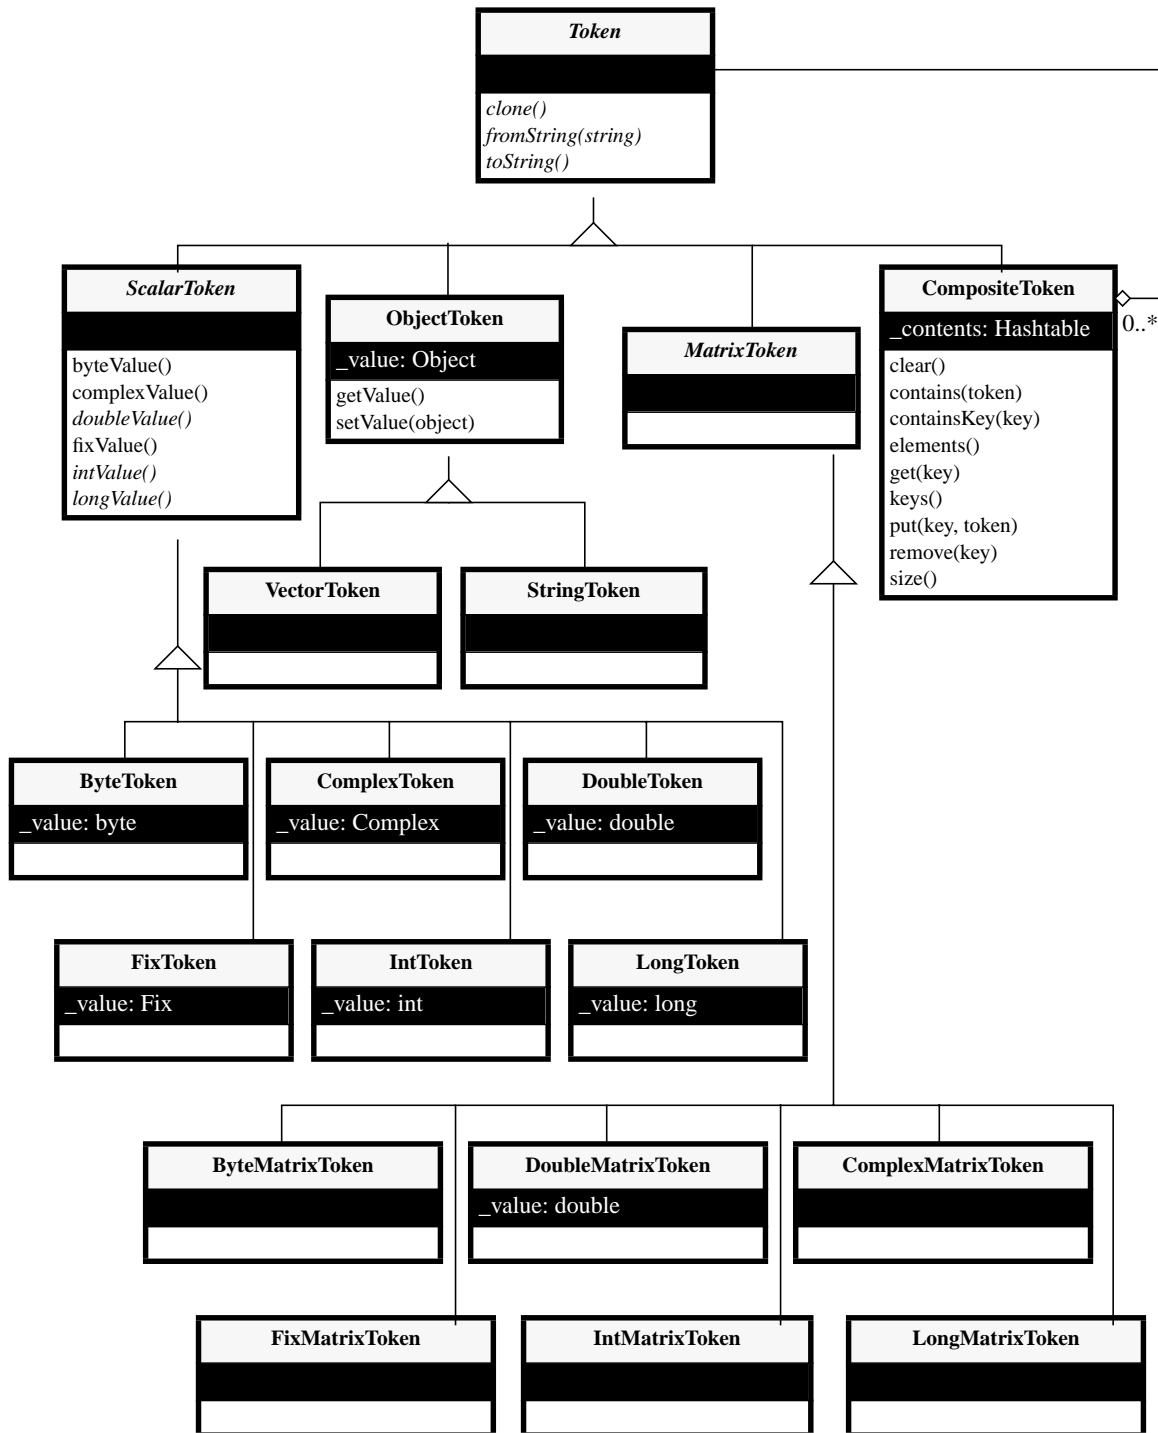 Token
clone()
fromString(string)
toString()
ScalarToken
byteValue()
complexValue()
doubleValue()
fixValue()
intValue()
longValue()
ObjectToken
_value: Object
getValue()
setValue(object)
MatrixToken
CompositeToken
_contents: Hashtable
0..*
clear()
contains(token)
containsKey(key)
elements()
get(key)
keys()
put(key, token)
remove(key)
size()
VectorToken
StringToken
ByteToken
_value: byte
ComplexToken
_value: Complex
DoubleToken
_value: double
FixToken
_value: Fix
IntToken
_value: int
LongToken
_value: long
ByteMatrixToken
DoubleMatrixToken
_value: double
ComplexMatrixToken
FixMatrixToken
IntMatrixToken
LongMatrixToken